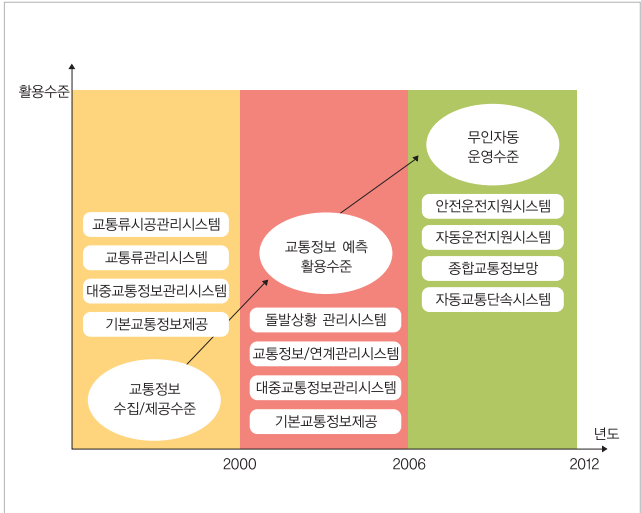 활용수준
교통류시공관리시스템
교통류관리시스템
대중교통정보관리시스템
기본교통정보제공
교통정보
수집/제공수준
교통정보 예측
활용수준
돌발상황 관리시스템
교통정보/연계관리시스템
대중교통정보관리시스템
기본교통정보제공
무인자동
운영수준
안전운전지원시스템
자동운전지원시스템
종합교통정보망
자동교통단속시스템
년도
2000
2006
2012